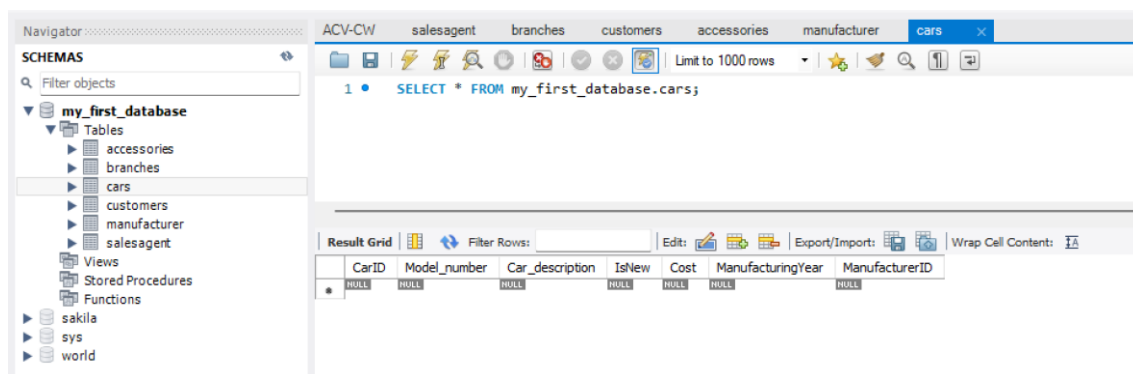 Navigator
SCHEMAS
Filter objects
my_first_database
Tables
accessories
branches
cars
customers
manufacturer
salesagent
Views
Stored Procedures
Functions
sakila
sys
world
ACV-CW salesagent branches customers accessories manufacturer cars
Limit to 1000 rows
1 SELECT * FROM my_first_database.cars;
Result Grid Filter Rows: Edit: Export/Import: Wrap Cell Content:
CarID Model_number Car_description IsNew Cost ManufacturingYear ManufacturerID
NULL NULL NULL NULL NULL NULL NULL